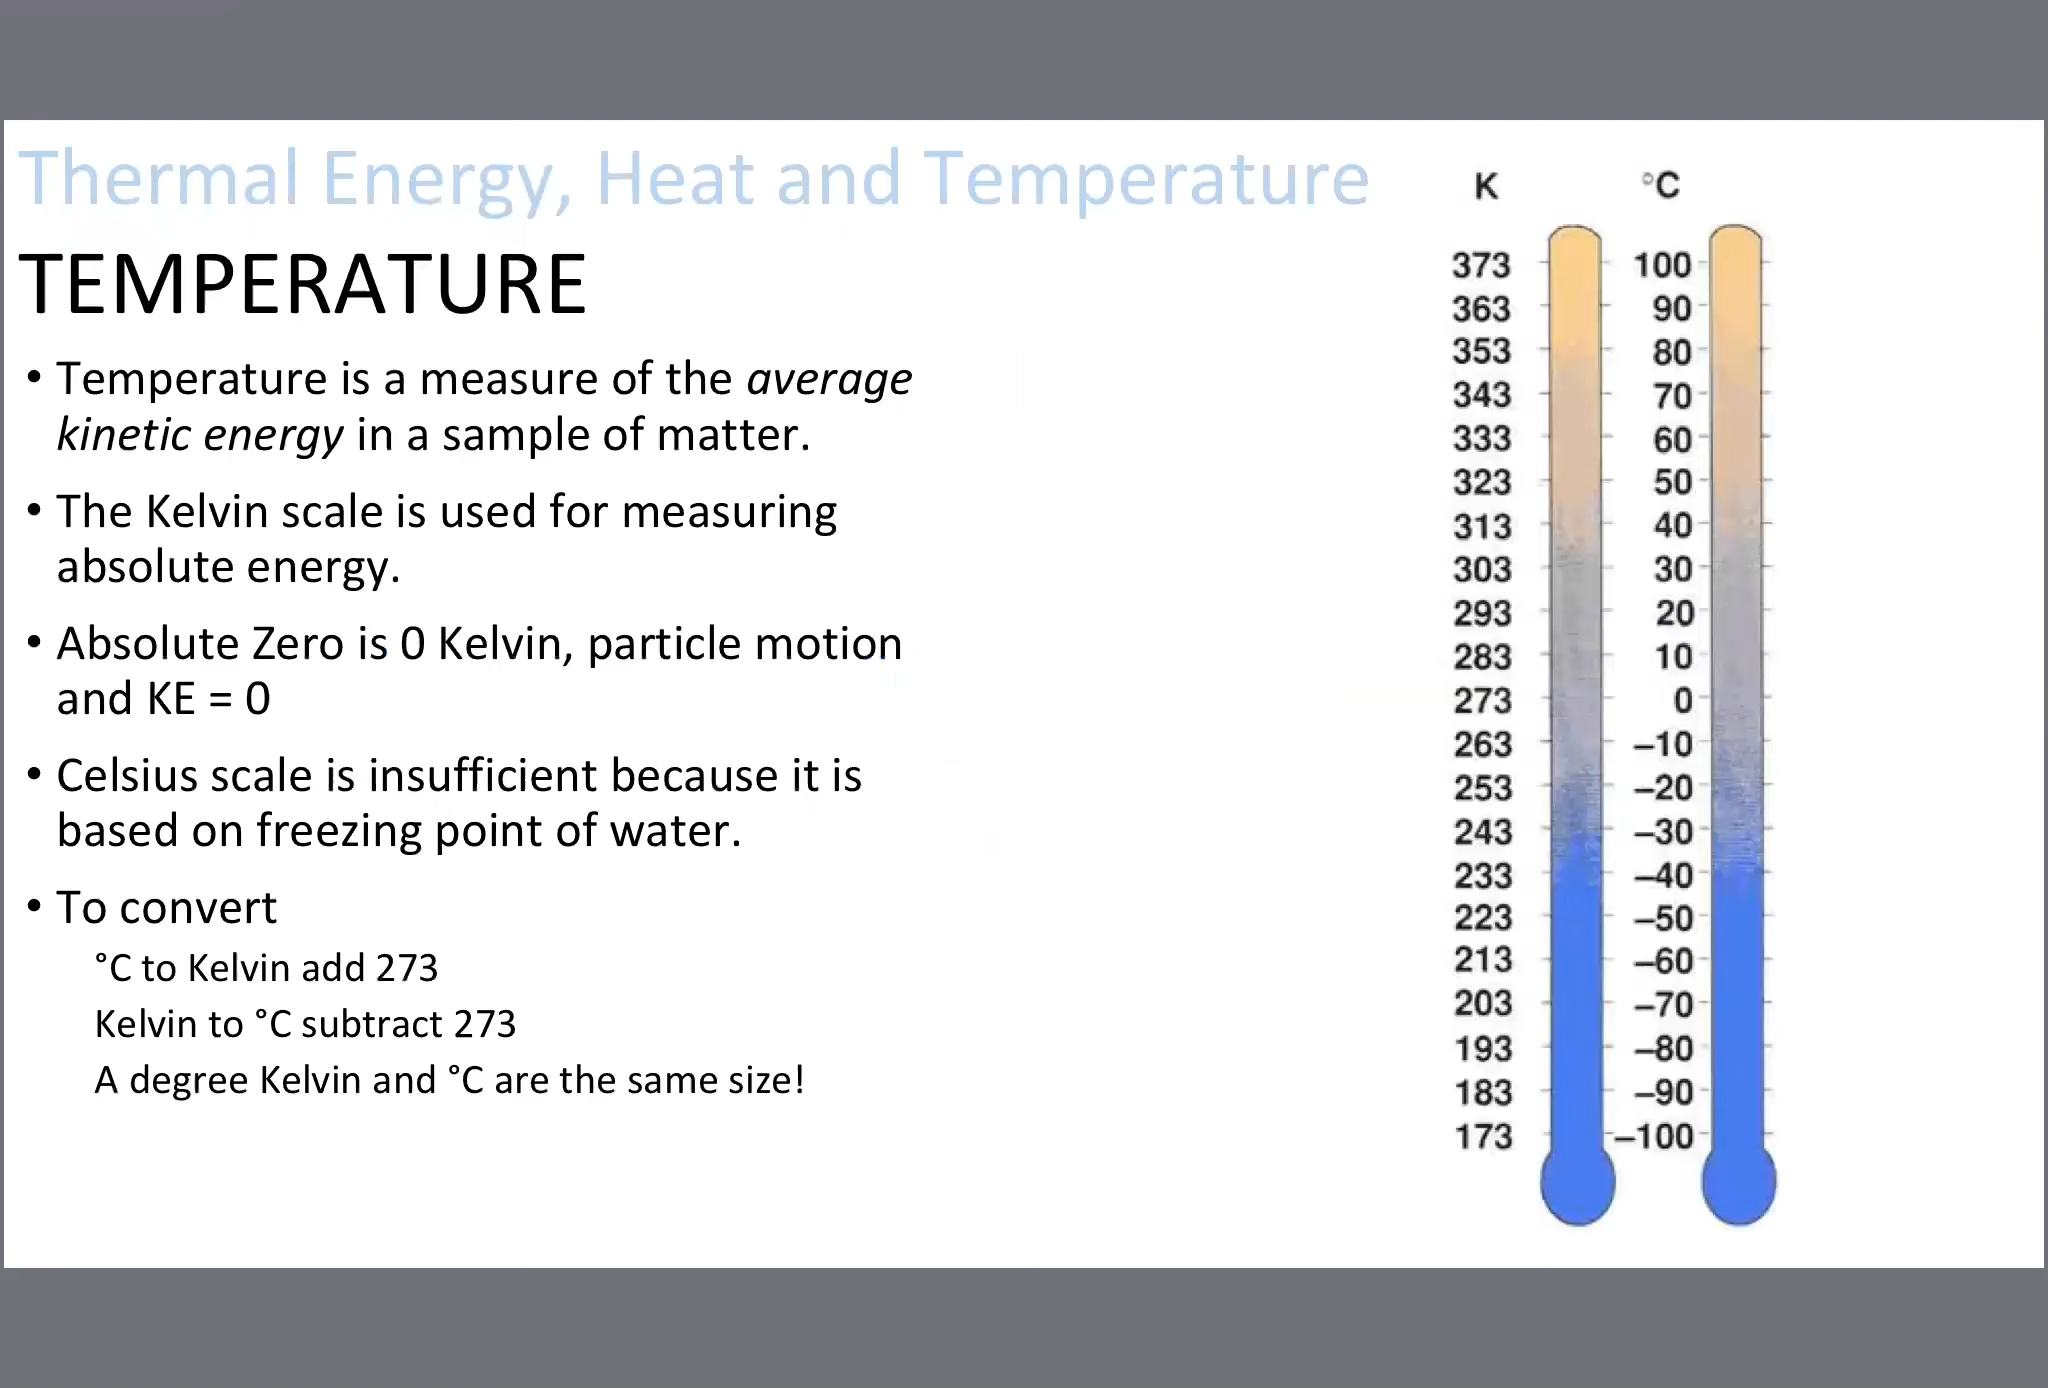 Thermal Energy, Heat and Temperature
TEMPERATURE
• Temperature is a measure of the average
kinetic energy in a sample of matter.
• The Kelvin scale is used for measuring
absolute energy.
• Absolute Zero is 0 Kelvin, particle motion
and KE = 0
• Celsius scale is insufficient because it is
based on freezing point of water.
• To convert
°C to Kelvin add 273
Kelvin to °C subtract 273
A degree Kelvin and °C are the same size!
K °C
373 100
363 90
353 80
343 70
333 60
323 50
313 40
303 30
293 20
283 10
273 0
263 –10
253 –20
243 –30
233 –40
223 –50
213 –60
203 –70
193 –80
183 –90
173 –100